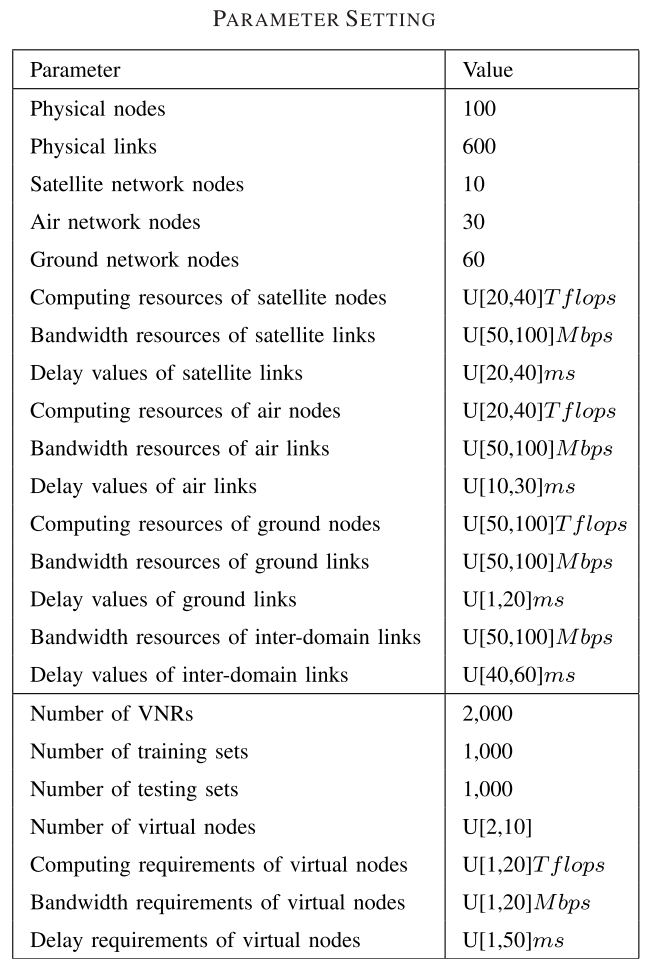 PARAMETER SETTING
Parameter Value
Physical nodes 100
Physical links 600
Satellite network nodes 10
Air network nodes 30
Ground network nodes 60
Computing resources of satellite nodes U[20,40]Tflops
Bandwidth resources of satellite links U[50,100]Mbps
Delay values of satellite links U[20,40]ms
Computing resources of air nodes U[20,40]Tflops
Bandwidth resources of air links U[50,100]Mbps
Delay values of air links U[10,30]ms
Computing resources of ground nodes U[50,100]Tflops
Bandwidth resources of ground links U[50,100]Mbps
Delay values of ground links U[1,20]ms
Bandwidth resources of inter-domain links U[50,100]Mbps
Delay values of inter-domain links U[40,60]ms
Number of VNRs 2,000
Number of training sets 1,000
Number of testing sets 1,000
Number of virtual nodes U[2,10]
Computing requirements of virtual nodes U[1,20]Tflops
Bandwidth requirements of virtual nodes U[1,20]Mbps
Delay requirements of virtual nodes U[1,50]ms